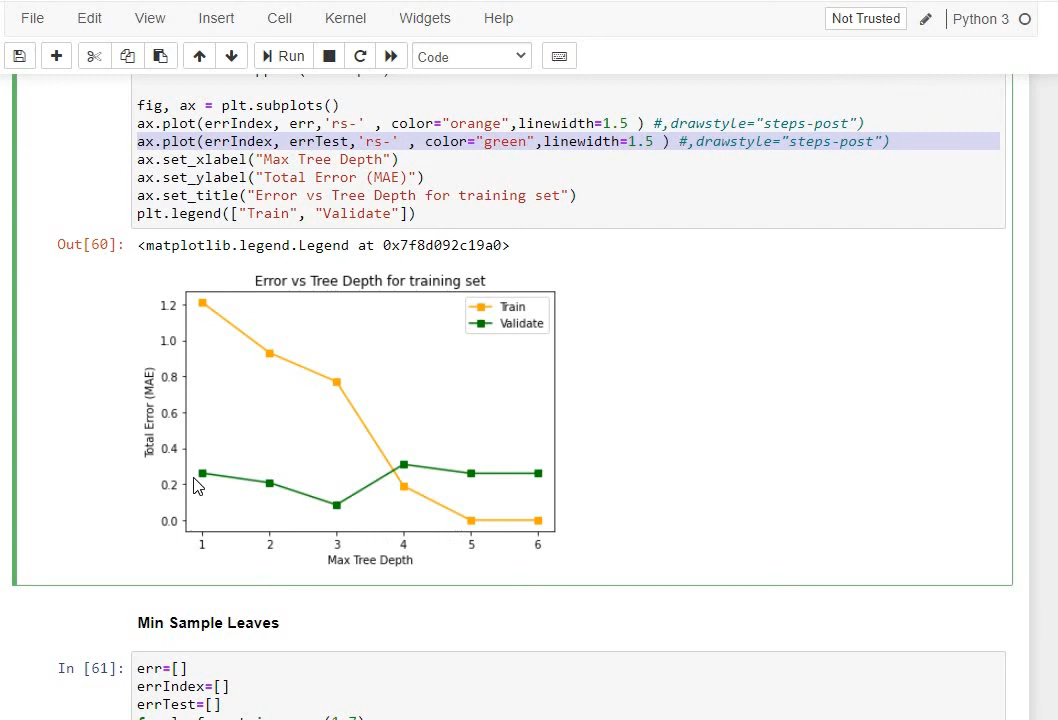 File Edit View Insert Cell Kernel Widgets Help Not Trusted Python 3
Run Code
fig, ax = plt.subplots()
ax.plot(errIndex, err,'rs-' , color="orange",linewidth=1.5 ) #,drawstyle="steps-post")
ax.plot(errIndex, errTest,'rs-' , color="green",linewidth=1.5 ) #,drawstyle="steps-post")
ax.set_xlabel("Max Tree Depth")
ax.set_ylabel("Total Error (MAE)")
ax.set_title("Error vs Tree Depth for training set")
plt.legend(["Train", "Validate"])
Out[60]: <matplotlib.legend.Legend at 0x7f8d092c19a0>
Error vs Tree Depth for training set
Train
Validate
1.2
1.0
0.8
0.6
0.4
0.2
0.0
Total Error (MAE)
1 2 3 4 5 6
Max Tree Depth
Min Sample Leaves
In [61]: err=[]
errIndex=[]
errTest=[]